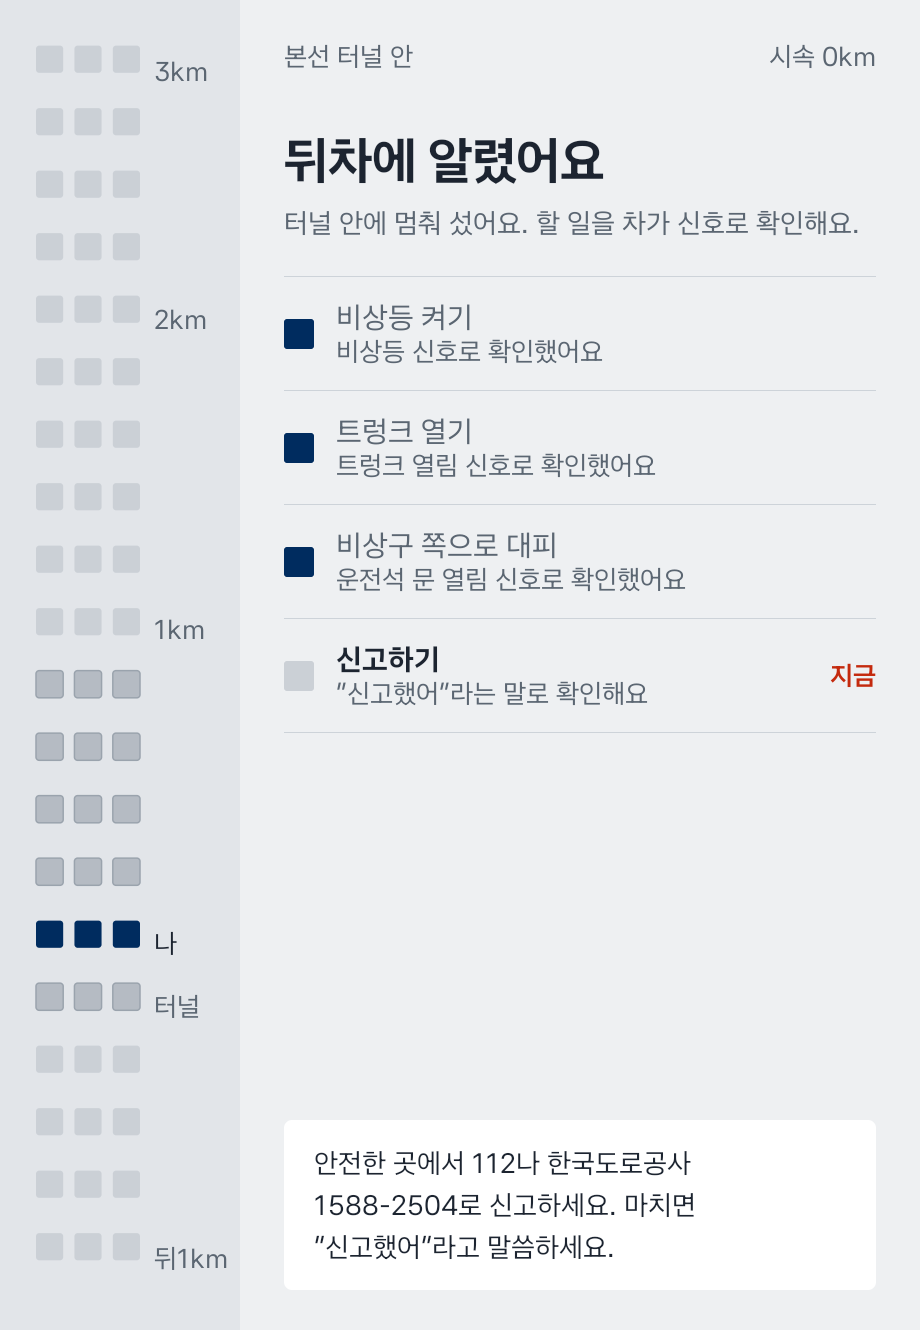 3km
2km
1km
나
터널
뒤1km
본선 터널 안
시속 0km
뒤차에 알렸어요
터널 안에 멈춰 섰어요. 할 일을 차가 신호로 확인해요.
비상등 켜기
비상등 신호로 확인했어요
트렁크 열기
트렁크 열림 신호로 확인했어요
비상구 쪽으로 대피
운전석 문 열림 신호로 확인했어요
신고하기
"신고했어"라는 말로 확인해요
지금
안전한 곳에서 112나 한국도로공사
1588-2504로 신고하세요. 마치면
"신고했어"라고 말씀하세요.